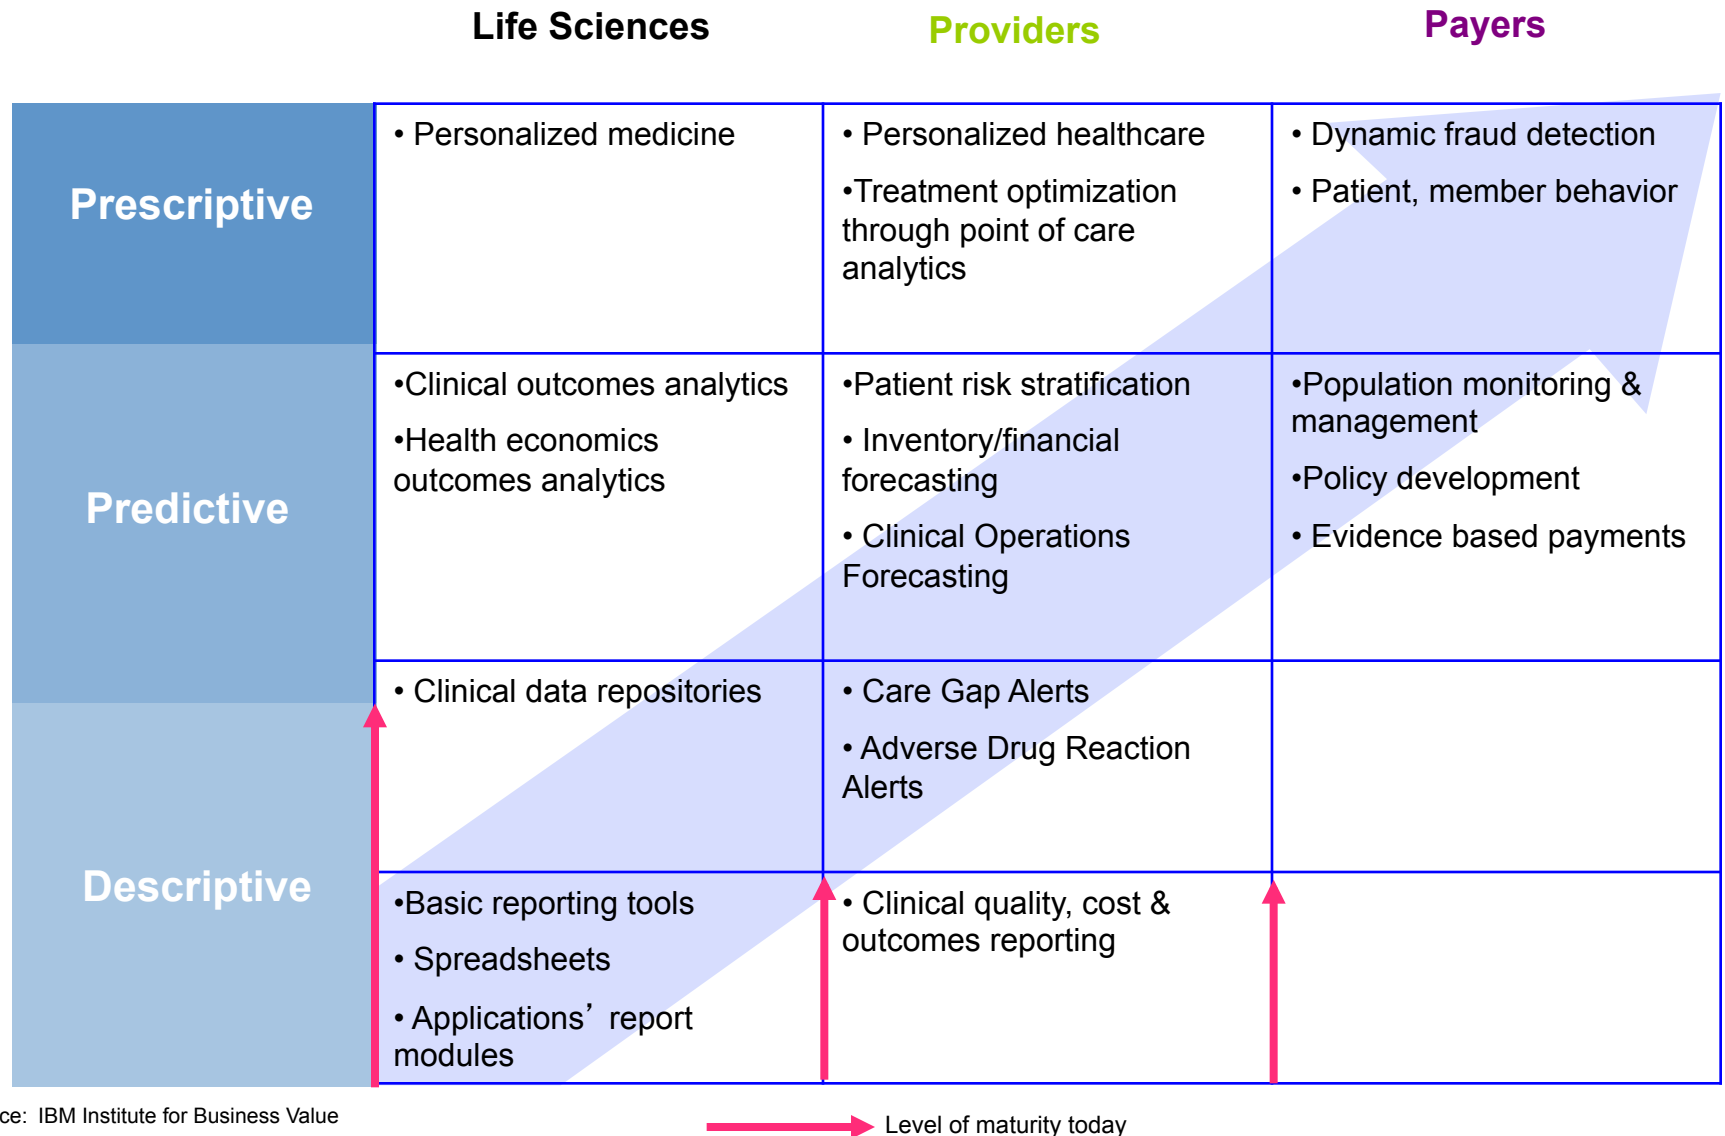 Life Sciences
Providers
Payers
Prescriptive
• Personalized medicine
• Personalized healthcare
•Treatment optimization
through point of care
analytics
• Dynamic fraud detection
• Patient, member behavior
Predictive
•Clinical outcomes analytics
•Health economics
outcomes analytics
•Patient risk stratification
• Inventory/financial
forecasting
• Clinical Operations
Forecasting
•Population monitoring &
management
•Policy development
• Evidence based payments
• Clinical data repositories
• Care Gap Alerts
• Adverse Drug Reaction
Alerts
Descriptive
•Basic reporting tools
• Spreadsheets
• Applications’ report
modules
• Clinical quality, cost &
outcomes reporting
ce: IBM Institute for Business Value
Level of maturity today